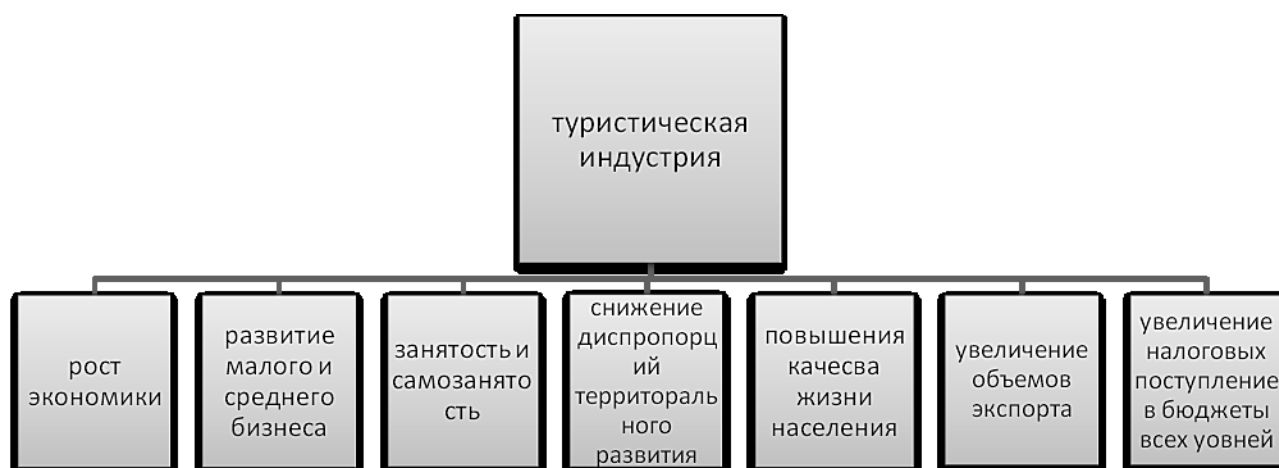 туристическая
индустрия
рост
экономики
развитие
малого и
среднего
бизнеса
занятость и
самозанято
сть
снижение
диспропорц
ий
территораль
ного
развития
повышения
качесва
жизни
населения
увеличение
объемов
экспорта
увеличение
налоговых
поступление
в бюджеты
всех уовней